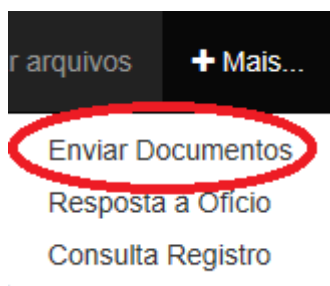 r arquivos + Mais...
Enviar Documentos
Resposta a Ofício
Consulta Registro